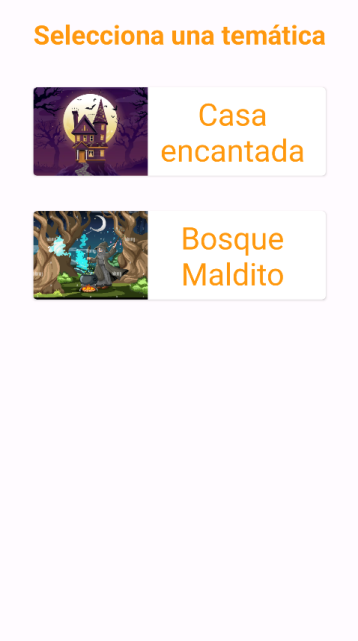 Selecciona una temática
Casa
encantada
Bosque
Maldito